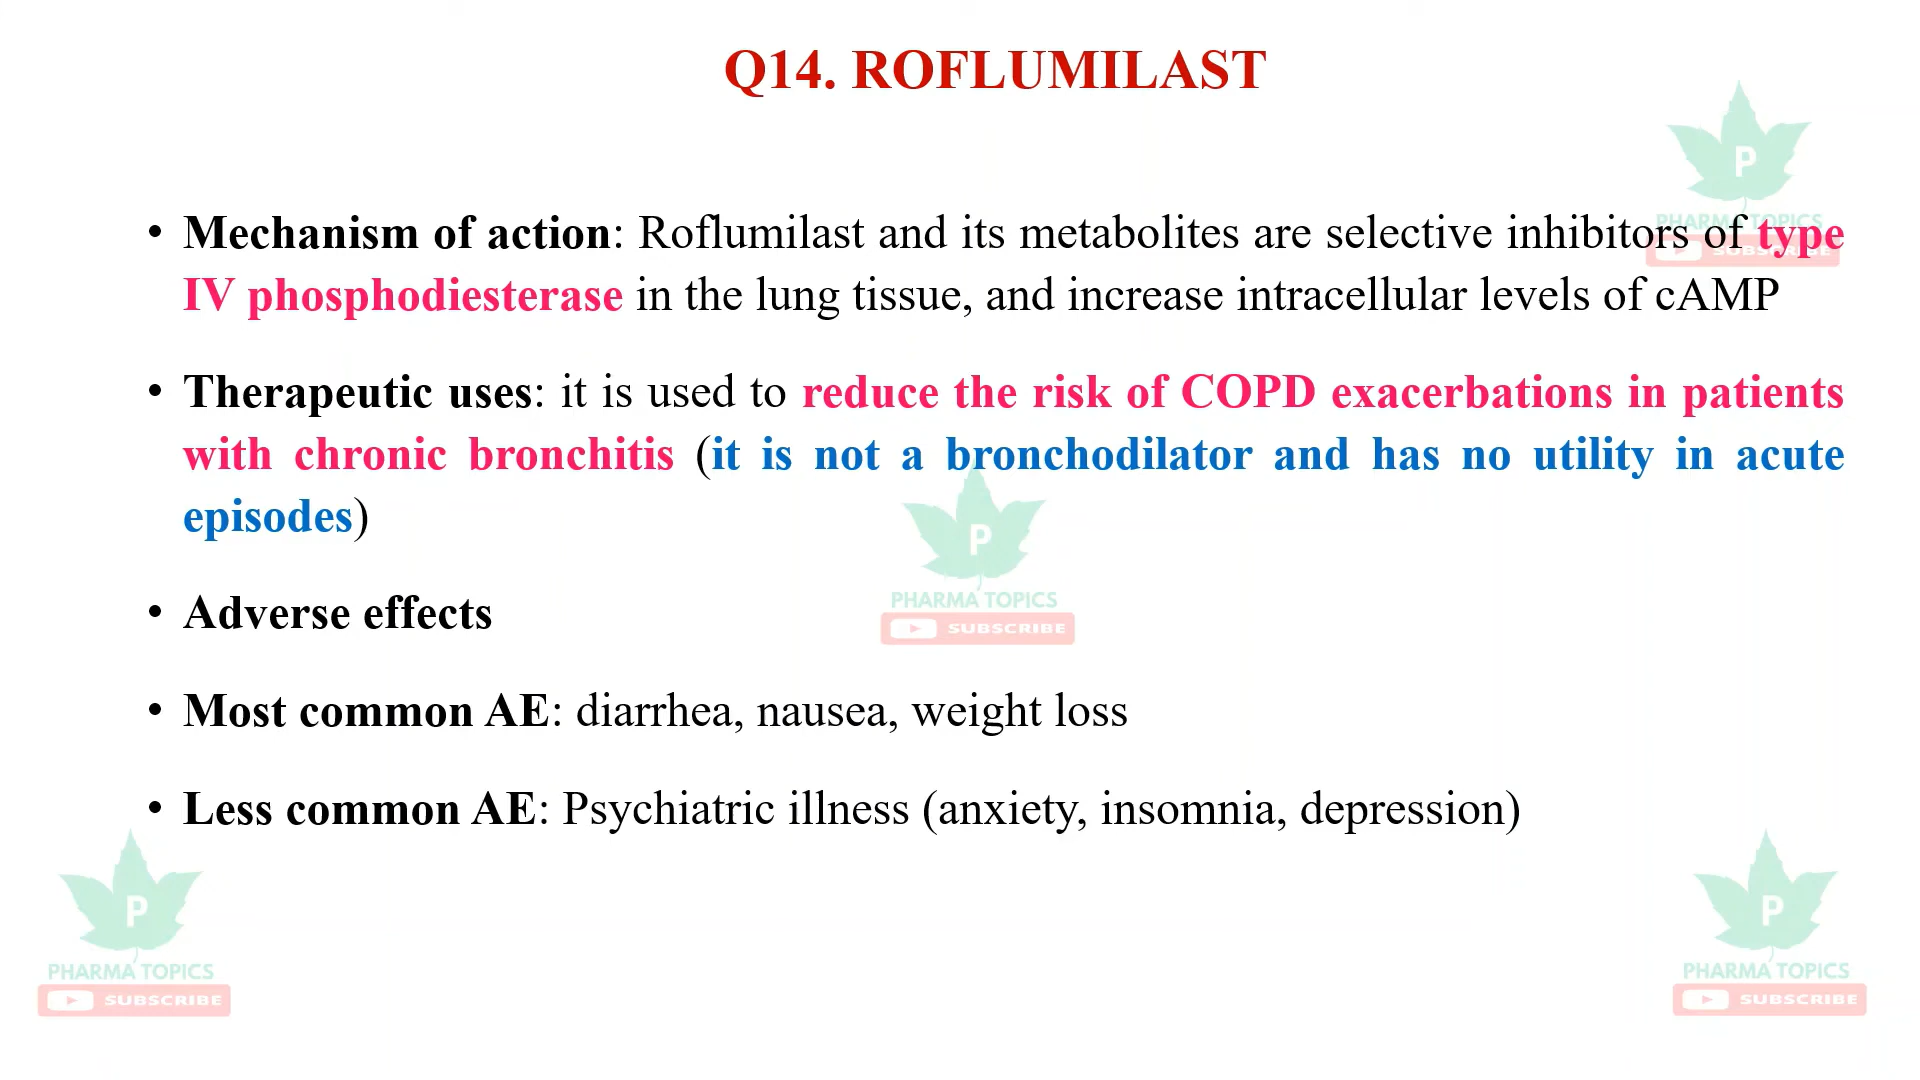 Q14. ROFLUMILAST
P
PHARMA TOPICS
SUBSCRIBE
• Mechanism of action: Roflumilast and its metabolites are selective inhibitors of type
IV phosphodiesterase in the lung tissue, and increase intracellular levels of cAMP
• Therapeutic uses: it is used to reduce the risk of COPD exacerbations in patients
with chronic bronchitis (it is not a bronchodilator and has no utility in acute
episodes)
P
PHARMA TOPICS
SUBSCRIBE
• Adverse effects
• Most common AE: diarrhea, nausea, weight loss
• Less common AE: Psychiatric illness (anxiety, insomnia, depression)
P
PHARMA TOPICS
SUBSCRIBE
P
PHARMA TOPICS
SUBSCRIBE